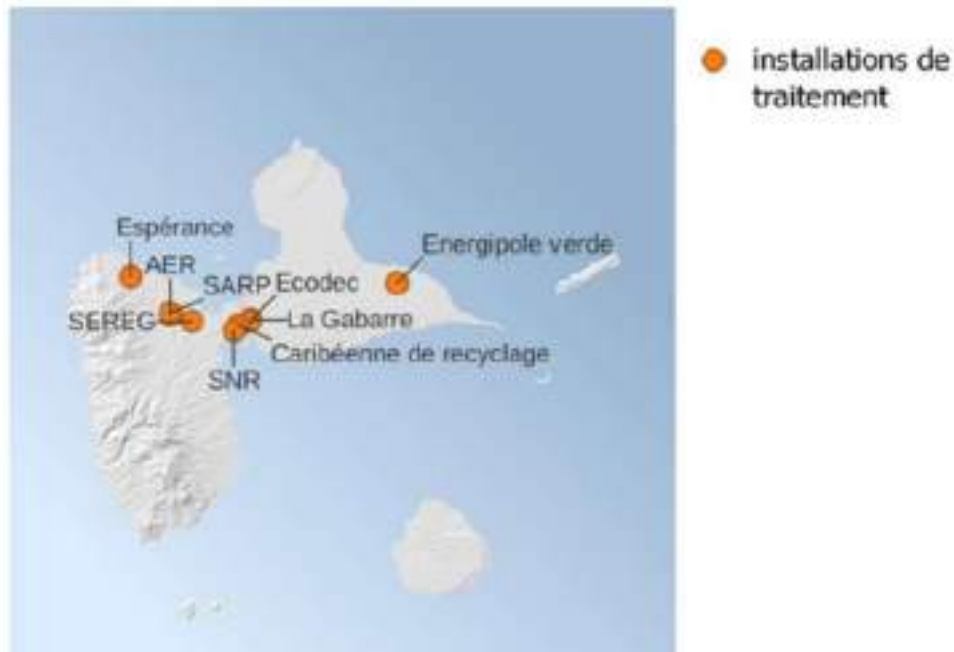 installations de
traitement
Espérance
Energipole verde
AER
SARP
Ecodec
SEREG
La Gabarre
Caribéenne de recyclage
SNR